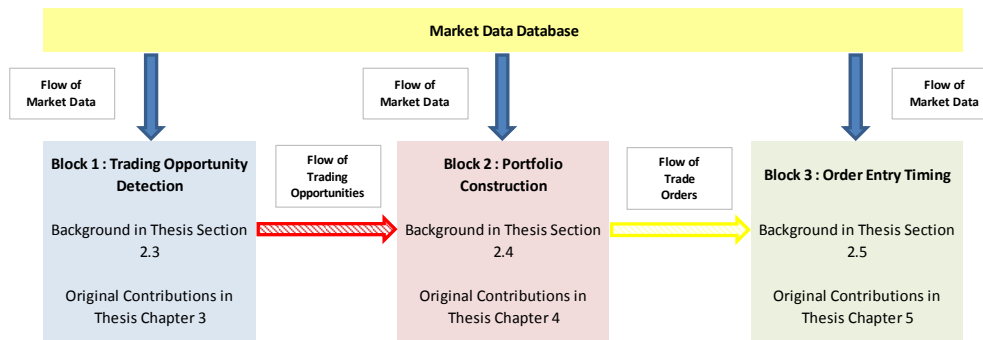 Market Data Database
Flow of
Market Data
Flow of
Market Data
Flow of
Market Data
Block 1 : Trading Opportunity
Detection
Background in Thesis Section
2.3
Original Contributions in
Thesis Chapter 3
Flow of
Trading
Opportunities
Block 2 : Portfolio
Construction
Background in Thesis Section
2.4
Original Contributions in
Thesis Chapter 4
Flow of
Trade
Orders
Block 3 : Order Entry Timing
Background in Thesis Section
2.5
Original Contributions in
Thesis Chapter 5